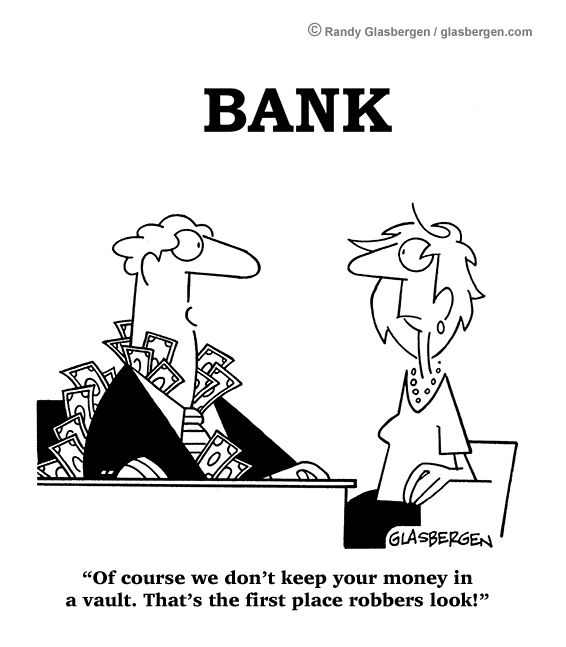 © Randy Glasbergen / glasbergen.com
BANK
GLASBERGEN
“Of course we don’t keep your money in
a vault. That’s the first place robbers look!”